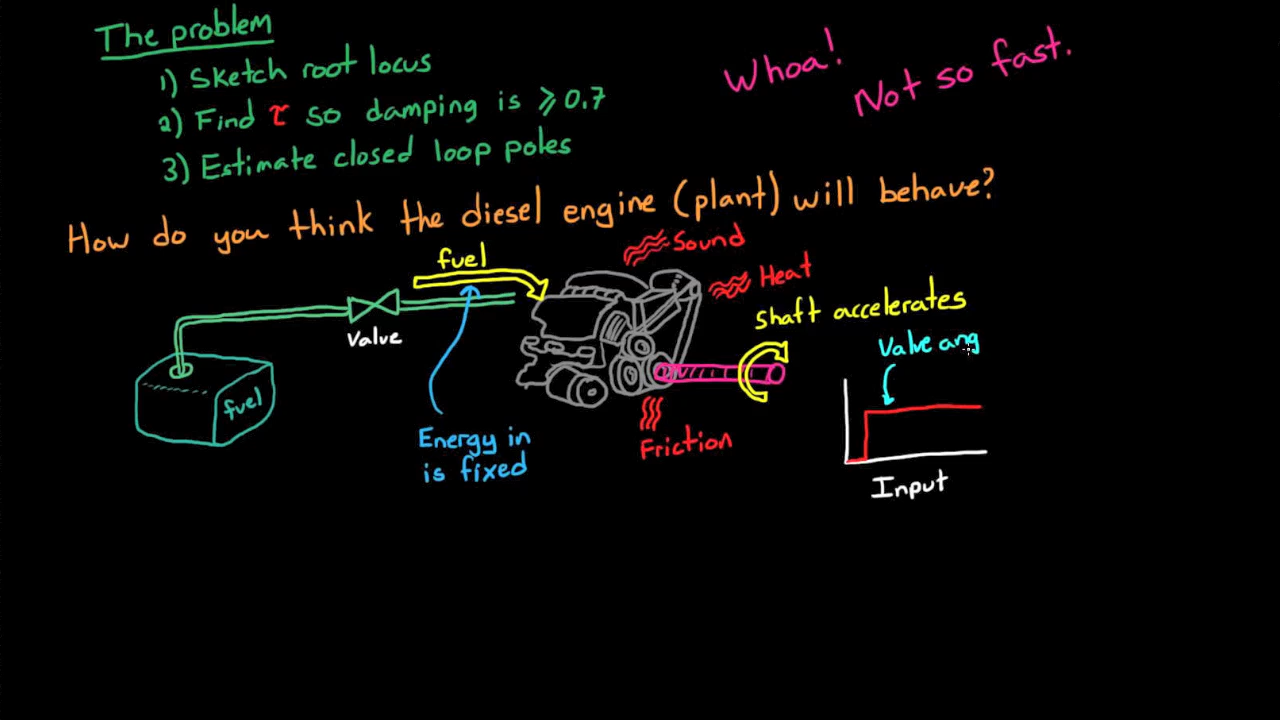 The problem
1) Sketch root locus
2) Find τ so damping is ≥ 0.7
3) Estimate closed loop poles
Whoa!
Not so fast.
How do you think the diesel engine (plant) will behave?
fuel
Sound
Heat
Shaft accelerates
Valve
Valve ang
fuel
Energy in
is fixed
Friction
Input